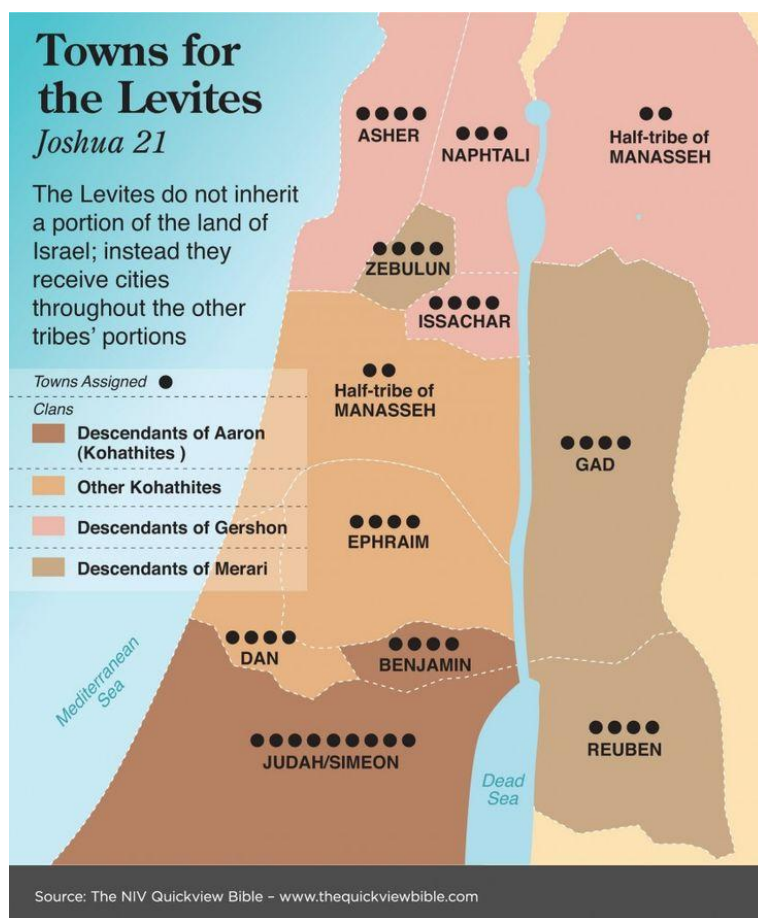 Towns for
the Levites
Joshua 21
The Levites do not inherit
a portion of the land of
Israel; instead they
receive cities
throughout the other
tribes' portions
Towns Assigned
Clans
Descendants of Aaron
(Kohathites )
Other Kohathites
Descendants of Gershon
Descendants of Merari
ASHER
NAPHTALI
Half-tribe of
MANASSEH
ZEBULUN
ISSACHAR
Half-tribe of
MANASSEH
GAD
EPHRAIM
DAN
BENJAMIN
JUDAH/SIMEON
REUBEN
Mediterranean
Sea
Dead
Sea
Source: The NIV Quickview Bible – www.thequickviewbible.com